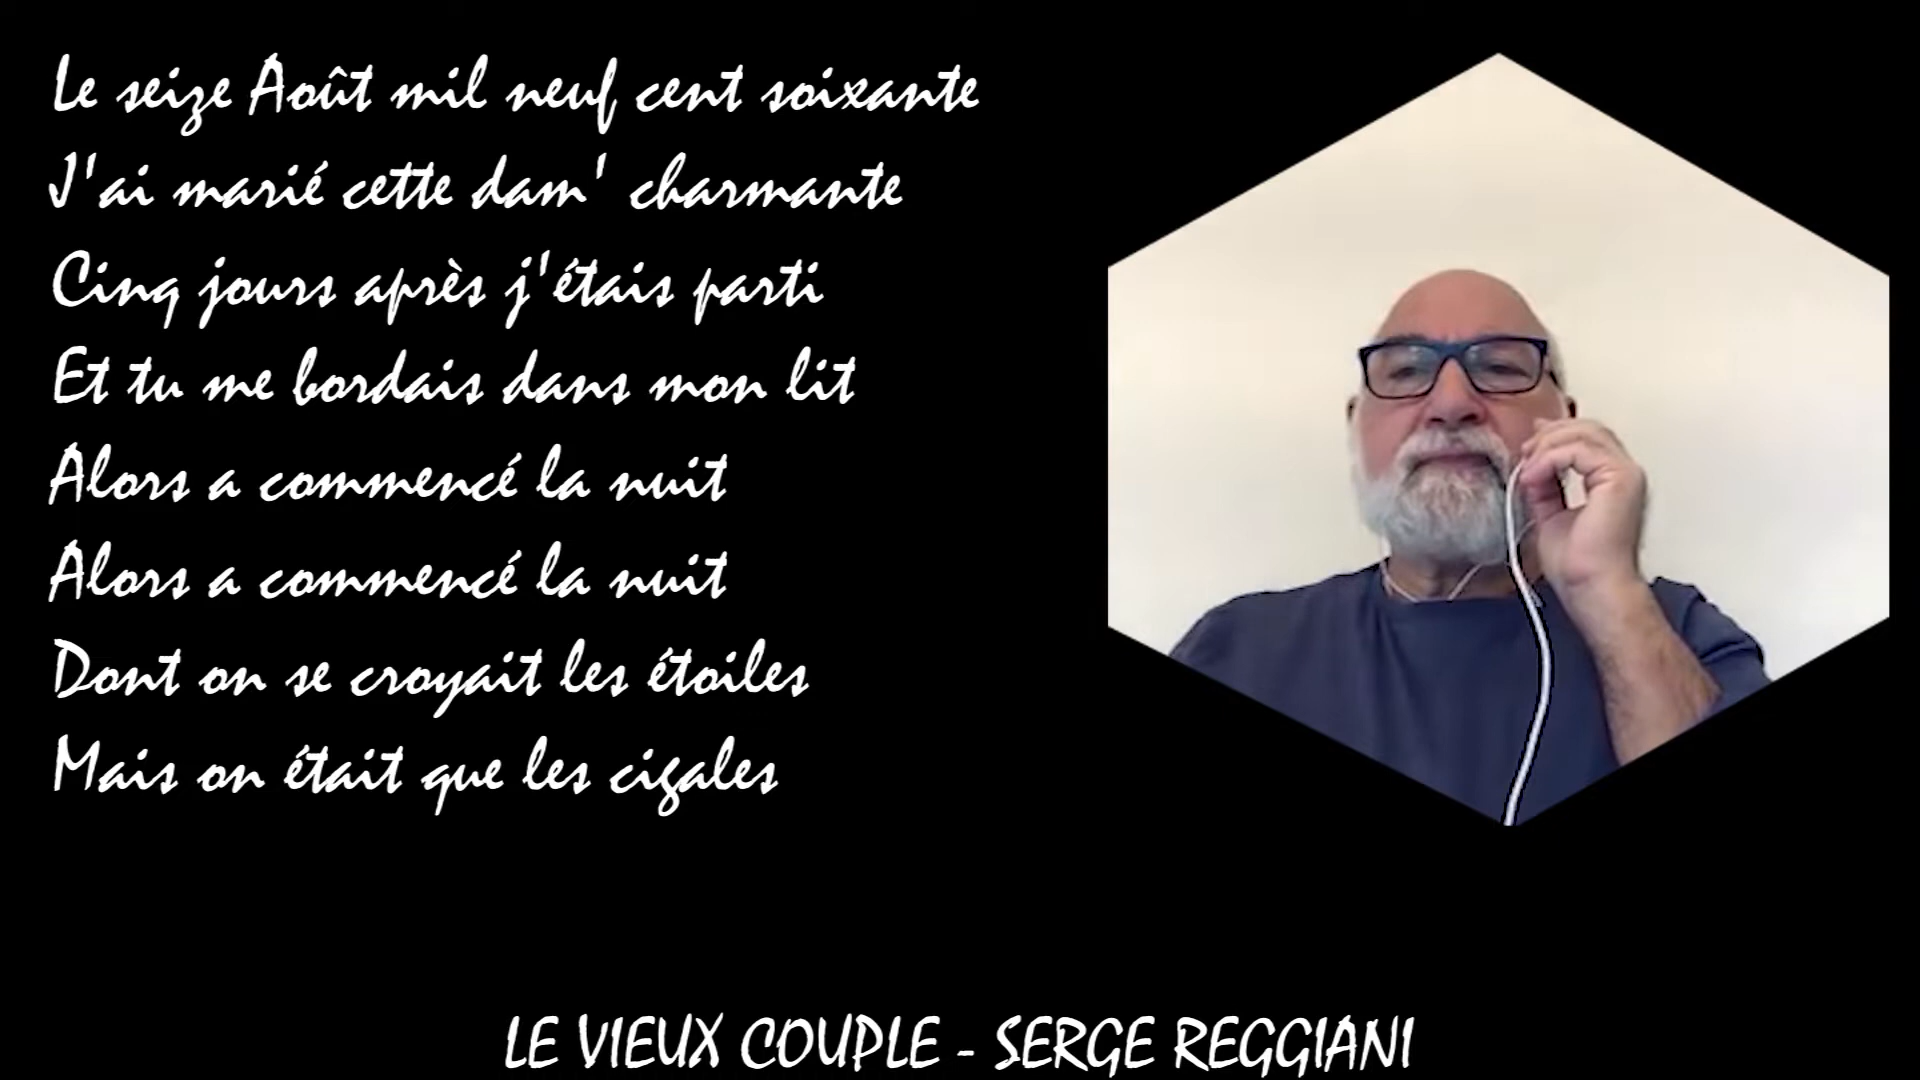 Le seize Août mil neuf cent soixante
J'ai marié cette dam' charmante
Cinq jours après j'étais parti
Et tu me bordais dans mon lit
Alors a commencé la nuit
Alors a commencé la nuit
Dont on se croyait les étoiles
Mais on était que les cigales
LE VIEUX COUPLE - SERGE REGGIANI